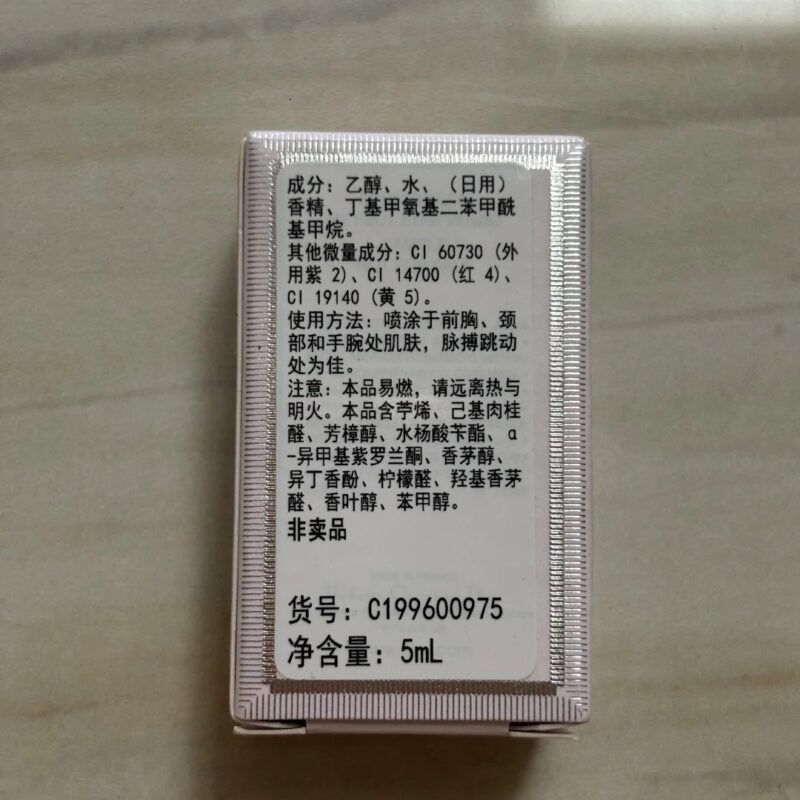 成分：乙醇、水、（日用）
香精、丁基甲氧基二苯甲酰
基甲烷。
其他微量成分：CI 60730 (外
用紫 2)、CI 14700 (红 4)、
CI 19140 (黄 5)。
使用方法：喷涂于前胸、颈
部和手腕处肌肤，脉搏跳动
处为佳。
注意：本品易燃，请远离热与
明火。本品含苧烯、己基肉桂
醛、芳樟醇、水杨酸苄酯、α
-异甲基紫罗兰酮、香茅醇、
异丁香酚、柠檬醛、羟基香茅
醛、香叶醇、苯甲醇。
非卖品
货号：C199600975
净含量：5mL